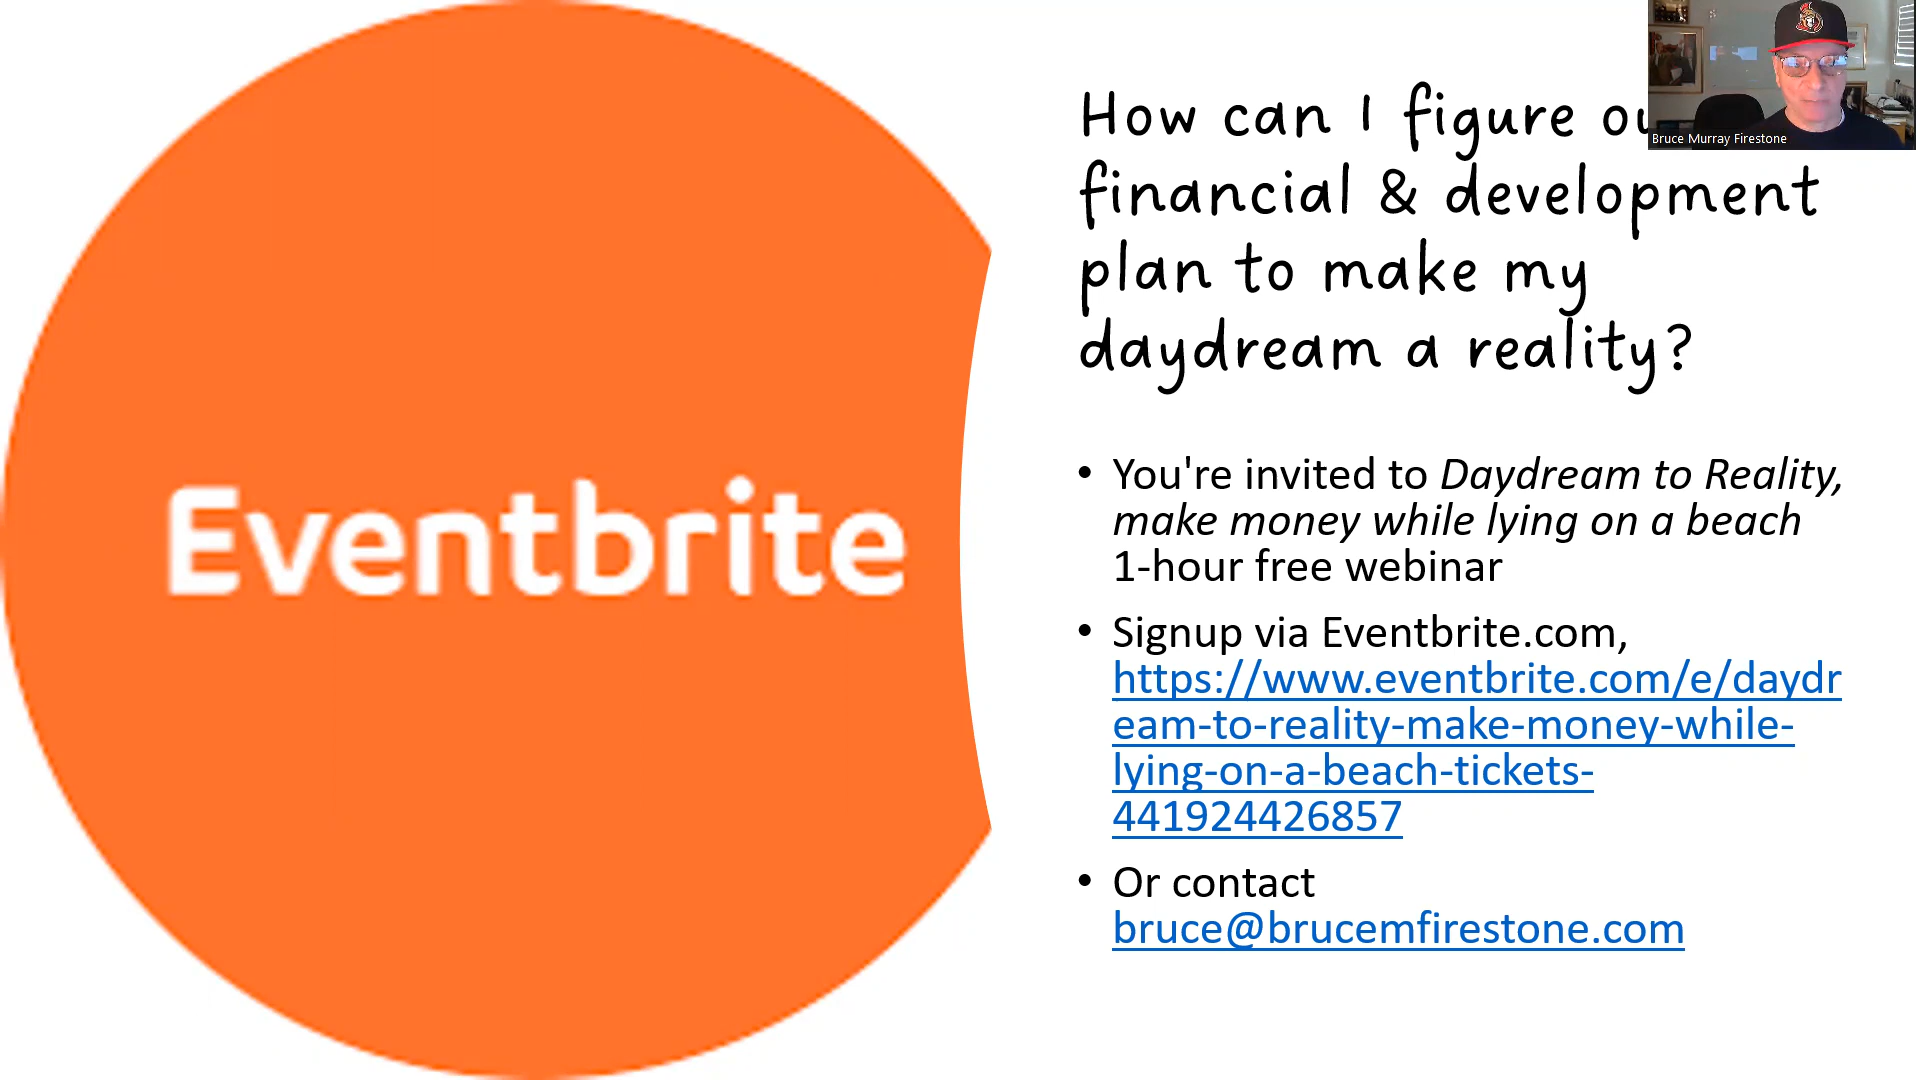 Eventbrite
How can I figure
financial & development
plan to make my
daydream a reality?
• You're invited to Daydream to Reality,
make money while lying on a beach
1-hour free webinar
• Signup via Eventbrite.com,
https://www.eventbrite.com/e/daydr
eam-to-reality-make-money-while-
lying-on-a-beach-tickets-
441924426857
• Or contact
bruce@brucemfirestone.com
Bruce Murray Firestone